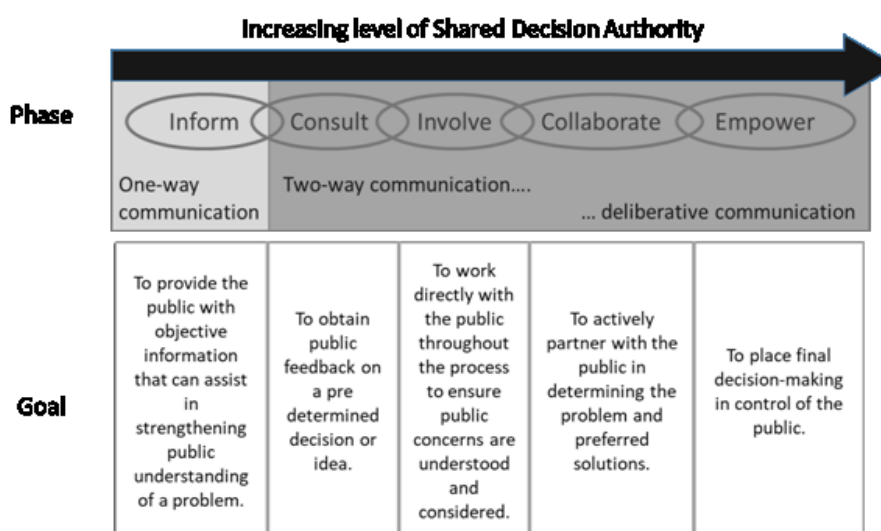 Increasing level of Shared Decision Authority
Phase
Inform
Consult
Involve
Collaborate
Empower
One-way
communication
Two-way communication....
... deliberative communication
Goal
To provide the
public with
objective
information
that can assist
in
strengthening
public
understanding
of a problem.
To obtain
public
feedback on
a pre
determined
decision or
idea.
To work
directly with
the public
throughout
the process
to ensure
public
concerns are
understood
and
considered.
To actively
partner with the
public in
determining the
problem and
preferred
solutions.
To place final
decision-making
in control of the
public.